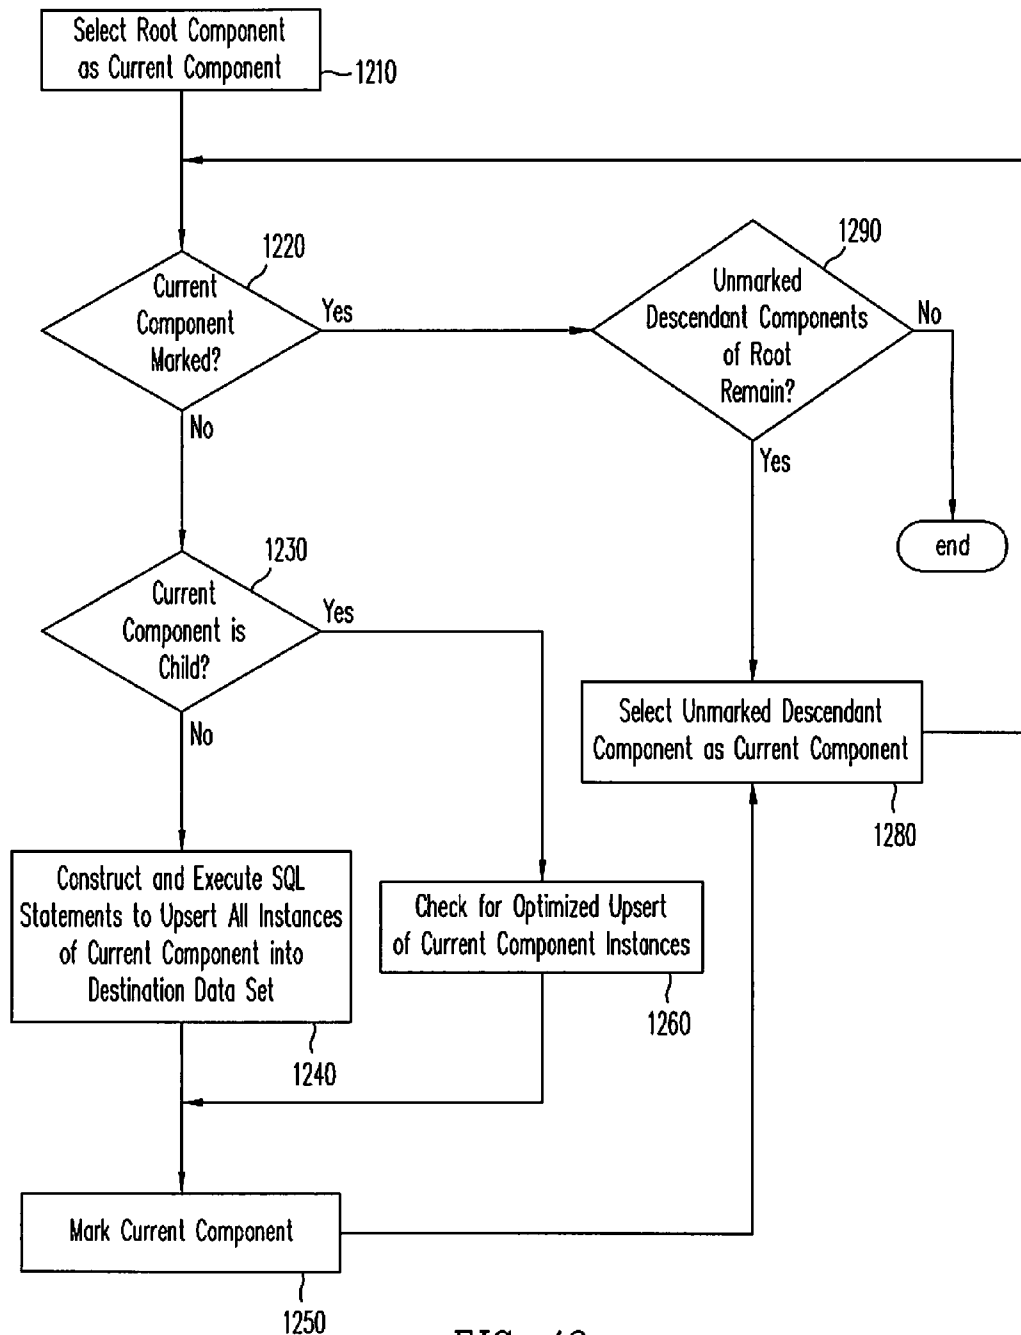 Select Root Component
as Current Component
1210
1220
Current
Component
Marked?
Yes
No
1290
Unmarked
Descendant Components
of Root
Remain?
No
Yes
end
1230
Current
Component is
Child?
Yes
No
Select Unmarked Descendant
Component as Current Component
1280
Construct and Execute SQL
Statements to Upsert All Instances
of Current Component into
Destination Data Set
1240
Check for Optimized Upsert
of Current Component Instances
1260
Mark Current Component
1250